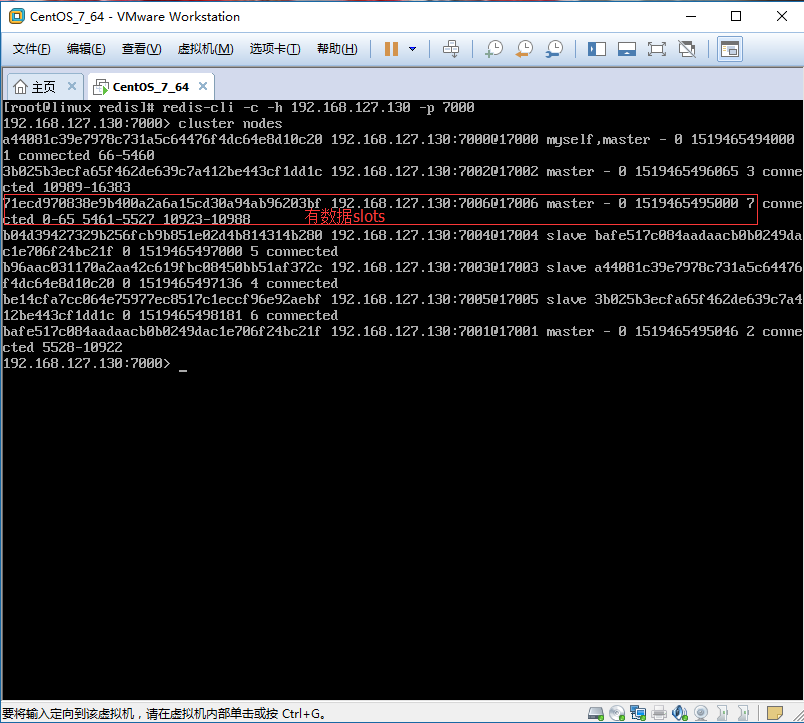 CentOS_7_64 - VMware Workstation
文件(F) 编辑(E) 查看(V) 虚拟机(M) 选项卡(T) 帮助(H)
主页 CentOS_7_64
[root@linux redis]# redis-cli -c -h 192.168.127.130 -p 7000
192.168.127.130:7000> cluster nodes
a44081c39e7978c731a5c64476f4dc64e8d10c20 192.168.127.130:7000@17000 myself,master - 0 1519465494000
1 connected 66-5460
3b025b3ecfa65f462de639c7a412be443cf1dd1c 192.168.127.130:7002@17002 master - 0 1519465496065 3 conne
cted 10989-16383
71ecd970838e9b400a2a6a15cd30a94ab96203bf 192.168.127.130:7006@17006 master - 0 1519465495000 7 conne
cted 0-65 5461-5527 10923-10988
有数据slots
b04d39427329b256fcb9b851e02d4b814314b280 192.168.127.130:7004@17004 slave bafe517c084aadaacb0b0249da
c1e706f24bc21f 0 1519465497000 5 connected
b96aac031170a2aa42c619fbc08450bb51af372c 192.168.127.130:7003@17003 slave a44081c39e7978c731a5c64476
f4dc64e8d10c20 0 1519465497136 4 connected
be14cfa7cc064e75977ec8517c1eccf96e92aebf 192.168.127.130:7005@17005 slave 3b025b3ecfa65f462de639c7a4
12be443cf1dd1c 0 1519465498181 6 connected
bafe517c084aadaacb0b0249dac1e706f24bc21f 192.168.127.130:7001@17001 master - 0 1519465495046 2 conne
cted 5528-10922
192.168.127.130:7000> _
要将输入定向到该虚拟机，请在虚拟机内部单击或按 Ctrl+G。